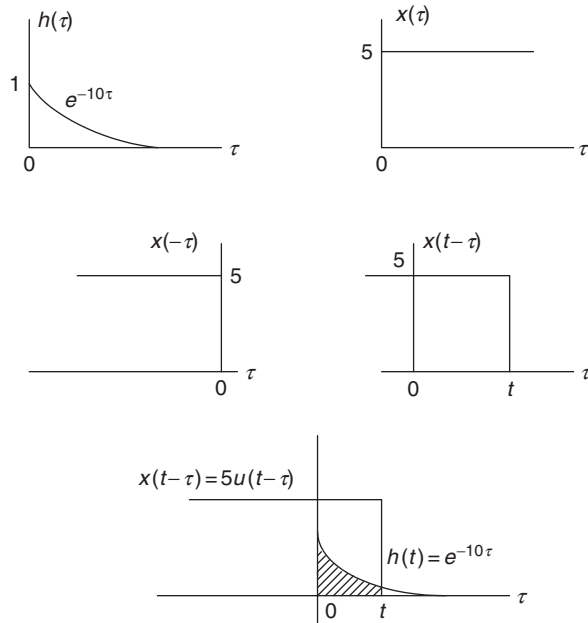 h(τ)
1
e⁻¹⁰τ
0
τ
x(τ)
5
0
τ
x(−τ)
5
0
τ
x(t−τ)
5
0
t
τ
x(t−τ)=5u(t−τ)
h(t)=e⁻¹⁰τ
0
t
τ